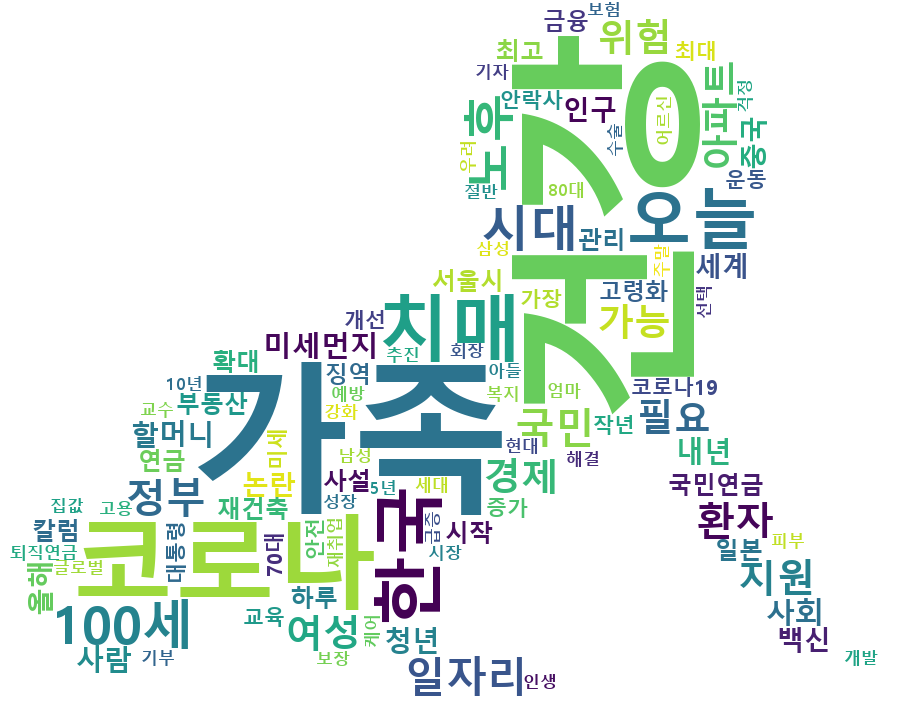 보험
금융
위험
최고
최대
기자
건강
아파트
걱정
안락사
인구
어르신
노후
수술
중국
우려
절반
80대
운동
시대
오늘
관리
삼성
주말
세계
서울시
가장
고령화
선택
치매
가능
개선
미세먼지
추진
회장
확대
징역
아들
10년
부동산
예방
복지
엄마
코로나19
가족
교수
강화
국민
작년
필요
할머니
미세
남성
현대
해결
내년
연금
논란
사설
5년
세대
경제
국민연금
정부
집값
고용
재건축
성장
증가
환자
칼럼
코로나
대통령
안전
재취업
한국
급증
시작
일본
피부
퇴직연금
70대
시장
글로벌
올해
하루
지원
100세
교육
여성
케어
청년
사회
백신
사람
기부
보장
일자리
인생
개발